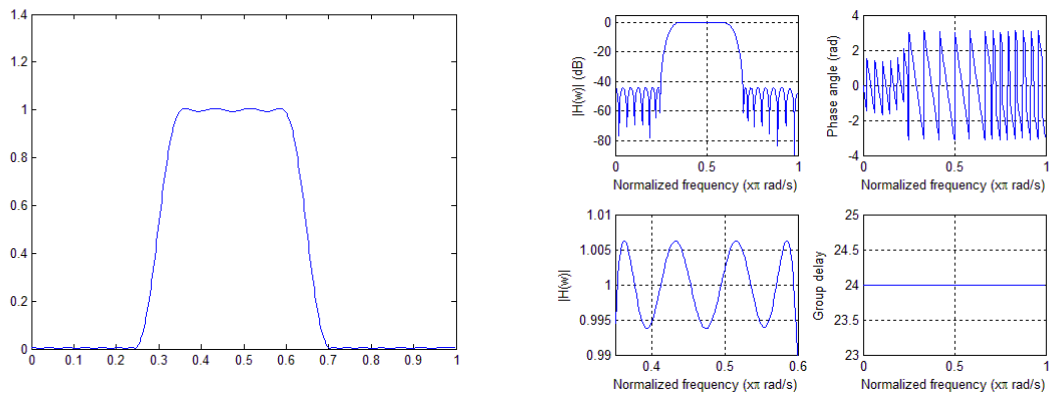 1.4
1.2
1
0.8
0.6
0.4
0.2
0
0 0.1 0.2 0.3 0.4 0.5 0.6 0.7 0.8 0.9 1
|H(w)| (dB)
0
-20
-40
-60
-80
0 0.5 1
Normalized frequency (xπ rad/s)
Phase angle (rad)
4
2
0
-2
-4
0 0.5 1
Normalized frequency (xπ rad/s)
|H(w)|
1.01
1.005
1
0.995
0.99
0.4 0.5 0.6
Normalized frequency (xπ rad/s)
Group delay
25
24.5
24
23.5
23
0 0.5 1
Normalized frequency (xπ rad/s)